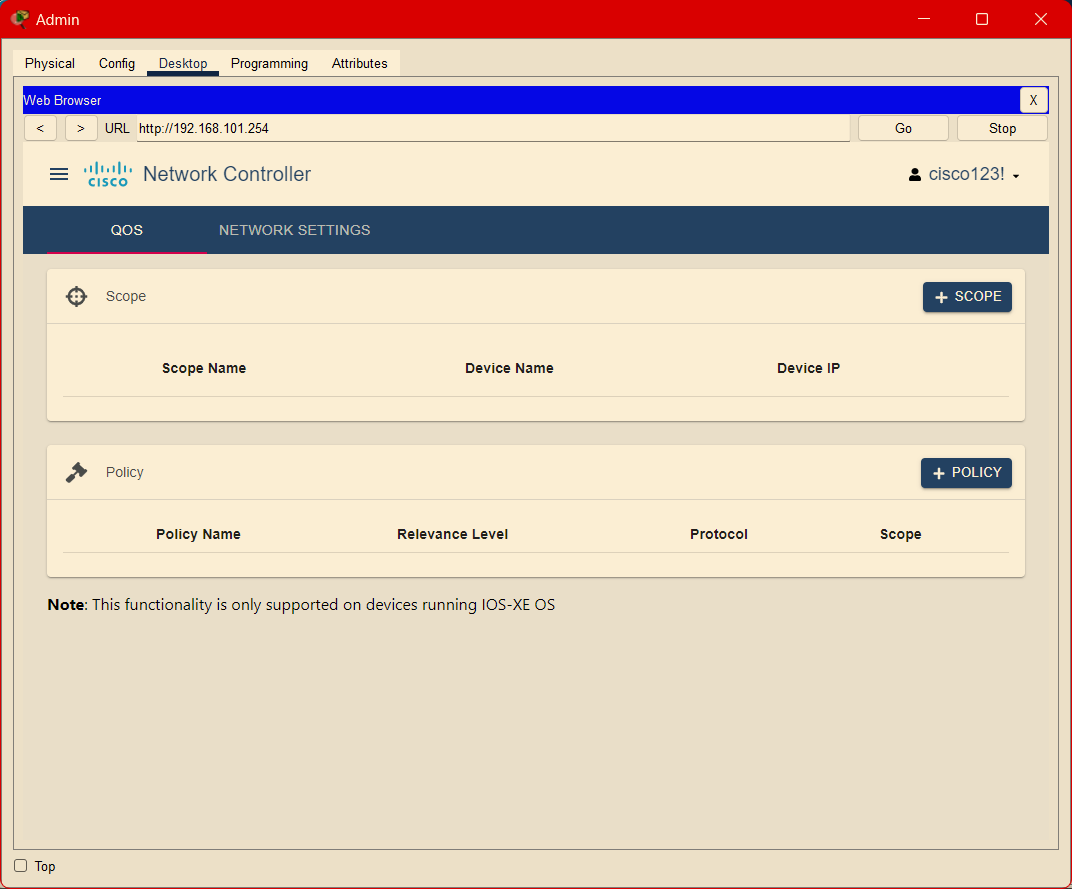 Admin
Physical Config Desktop Programming Attributes
Web Browser X
< > URL http://192.168.101.254 Go Stop
CISCO Network Controller cisco123!
QOS NETWORK SETTINGS
Scope + SCOPE
Scope Name Device Name Device IP
Policy + POLICY
Policy Name Relevance Level Protocol Scope
Note: This functionality is only supported on devices running IOS-XE OS
Top